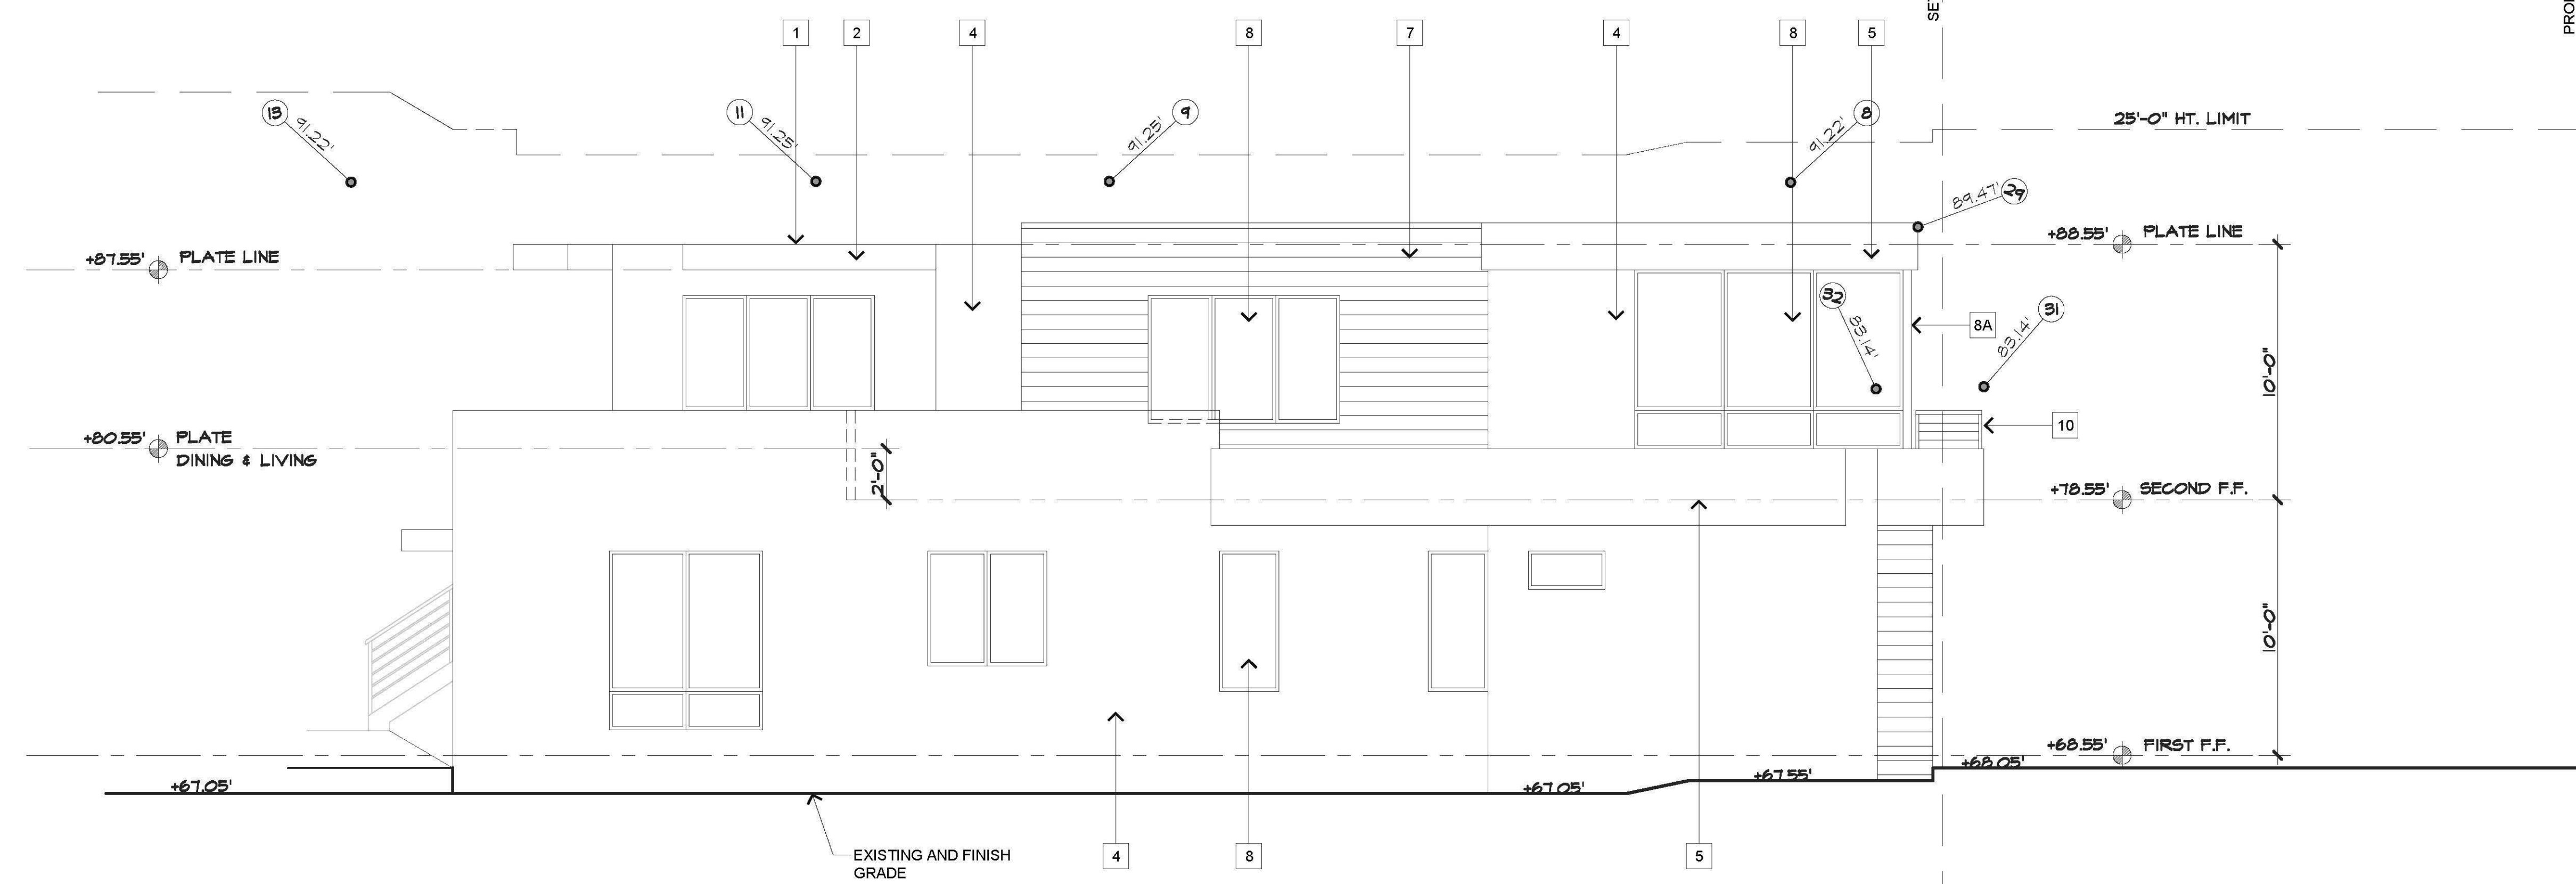 SE
PRO
1
2
4
8
7
4
8
5
13
91.22'
11
91.25'
9
91.25'
8
91.22'
25'-0" HT. LIMIT
29
89.47'
+87.55' PLATE LINE
+88.55' PLATE LINE
32
83.14'
8A
31
83.14'
10'-0"
10
+80.55' PLATE
DINING & LIVING
2'-0"
+78.55' SECOND F.F.
10'-0"
+68.55' FIRST F.F.
+68.05'
+67.05'
+67.05'
+67.55'
EXISTING AND FINISH
GRADE
4
8
5